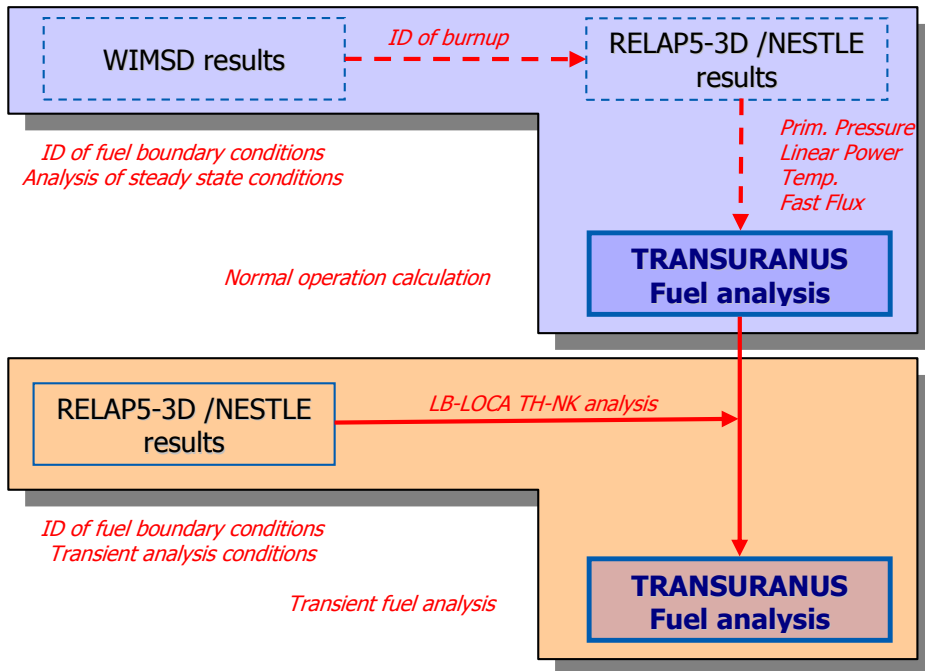 WIMSD results
ID of burnup
RELAP5-3D /NESTLE
results
Prim. Pressure
Linear Power
Temp.
Fast Flux
ID of fuel boundary conditions
Analysis of steady state conditions
Normal operation calculation
TRANSURANUS
Fuel analysis
RELAP5-3D /NESTLE
results
LB-LOCA TH-NK analysis
ID of fuel boundary conditions
Transient analysis conditions
Transient fuel analysis
TRANSURANUS
Fuel analysis